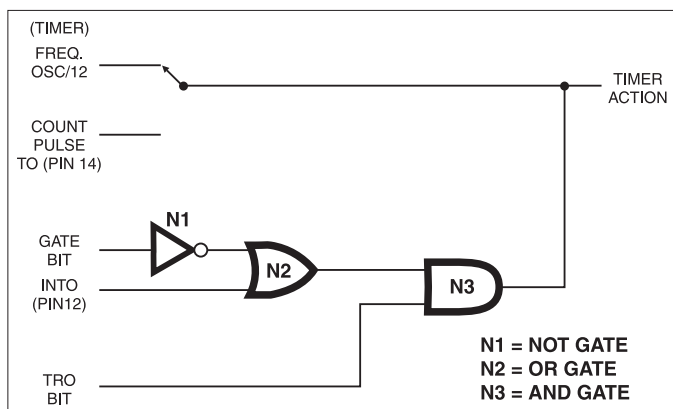 (TIMER)
FREQ.
OSC/12
TIMER
ACTION
COUNT
PULSE
TO (PIN 14)
N1
GATE
BIT
N2
INTO
(PIN12)
N3
TRO
BIT
N1 = NOT GATE
N2 = OR GATE
N3 = AND GATE